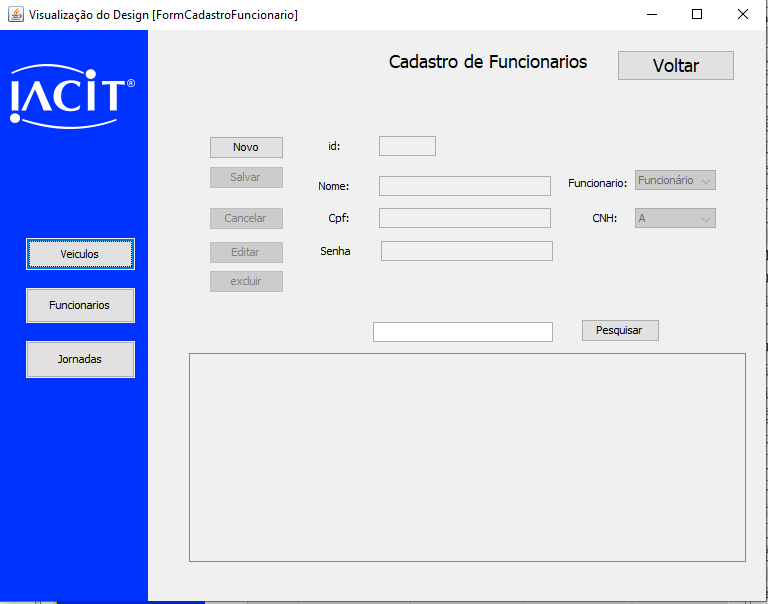 Visualização do Design [FormCadastroFuncionario]
Cadastro de Funcionarios
Voltar
IACIT®
Novo
id:
Salvar
Nome:
Funcionario:
Funcionário
Cancelar
Cpf:
CNH:
A
Editar
Senha
excluir
Veiculos
Funcionarios
Jornadas
Pesquisar